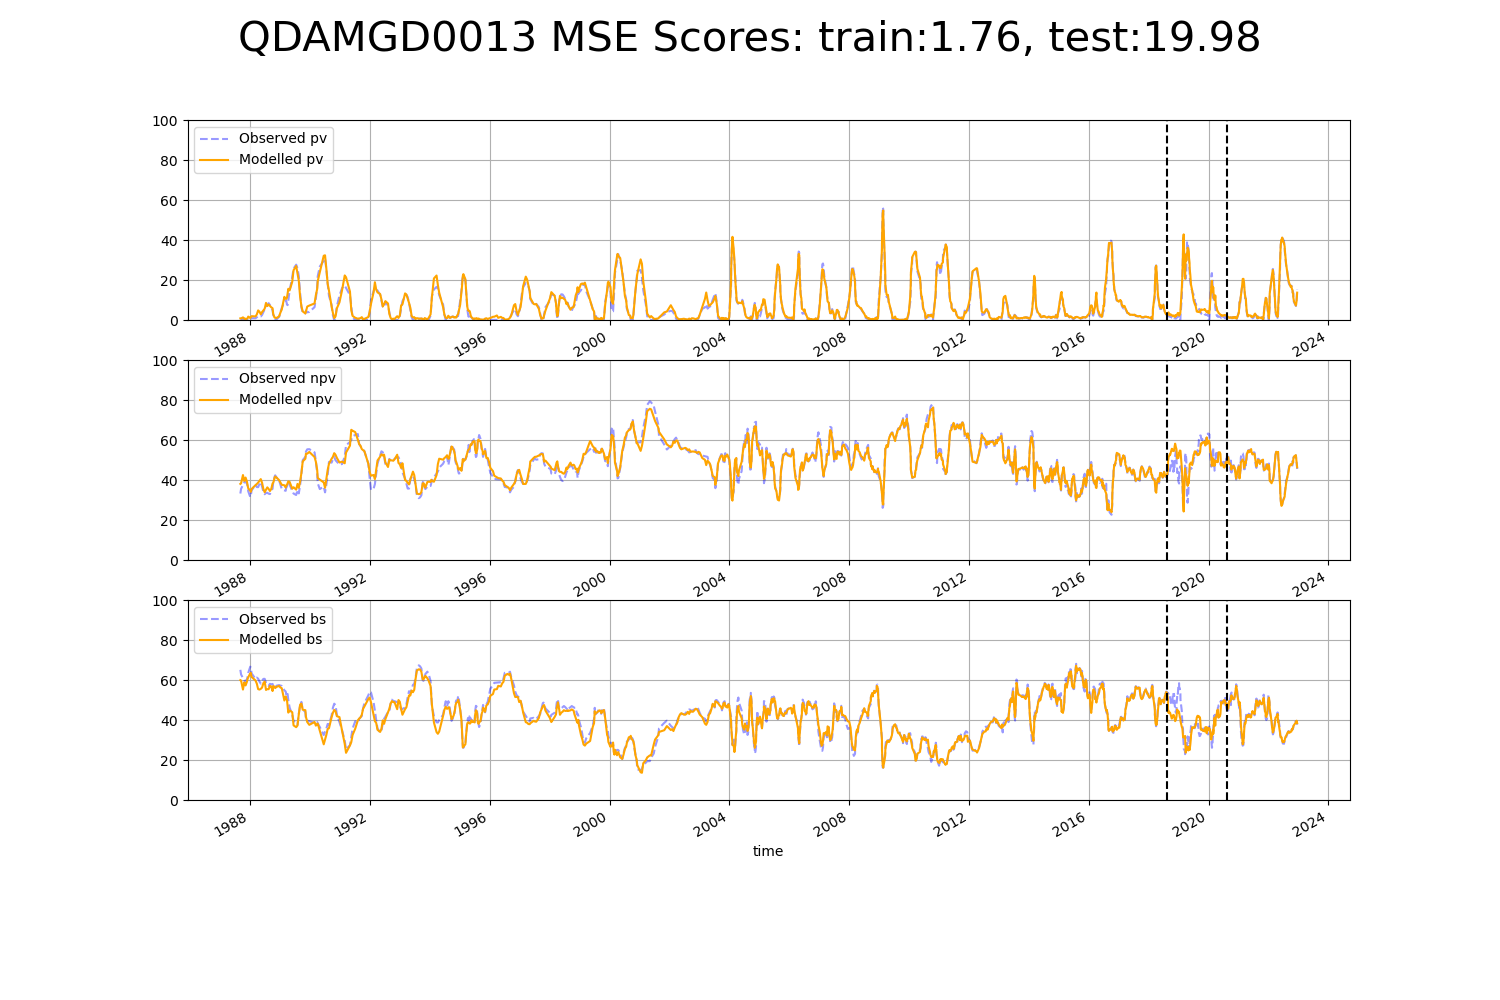 QDAMGD0013 MSE Scores: train:1.76, test:19.98
100
80
60
40
20
0
Observed pv
Modelled pv
1988 1992 1996 2000 2004 2008 2012 2016 2020 2024
100
80
60
40
20
0
Observed npv
Modelled npv
1988 1992 1996 2000 2004 2008 2012 2016 2020 2024
100
80
60
40
20
0
Observed bs
Modelled bs
1988 1992 1996 2000 2004 2008 2012 2016 2020 2024
time